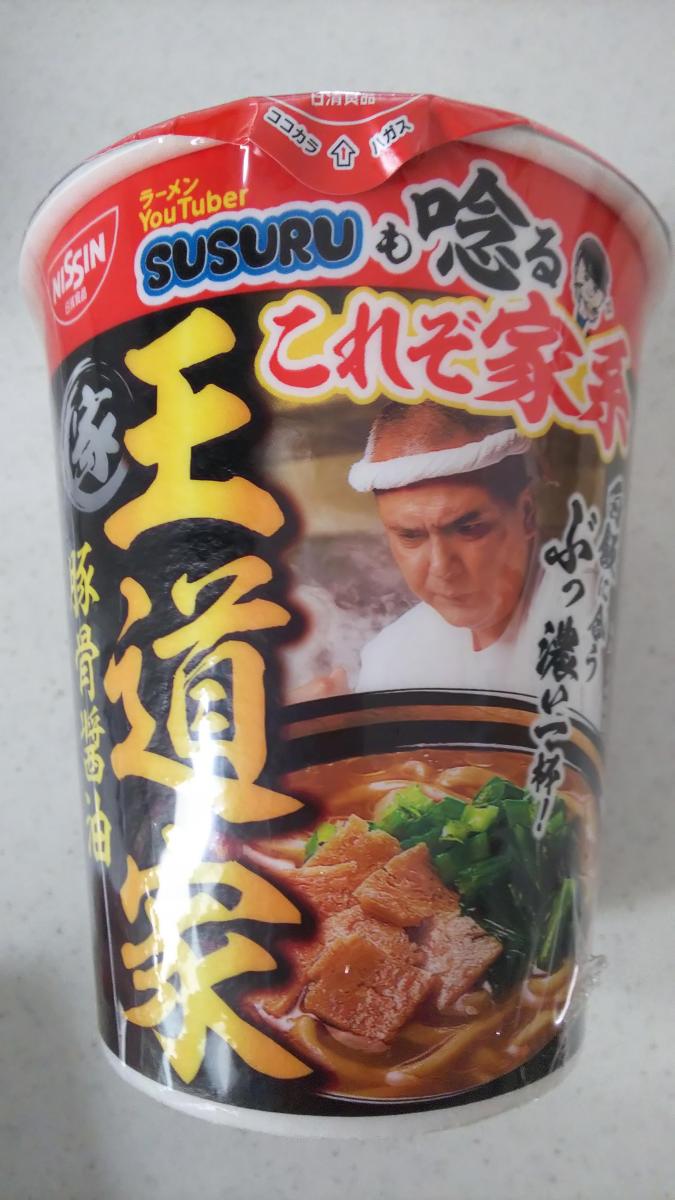 日清食品
ココカラ ハガス
NISSIN
日清食品
ラーメン
YouTuber
SUSURUも唸る
これぞ家系
家
王道家
豚骨醤油
白飯に合う
ぶっ濃い一杯!